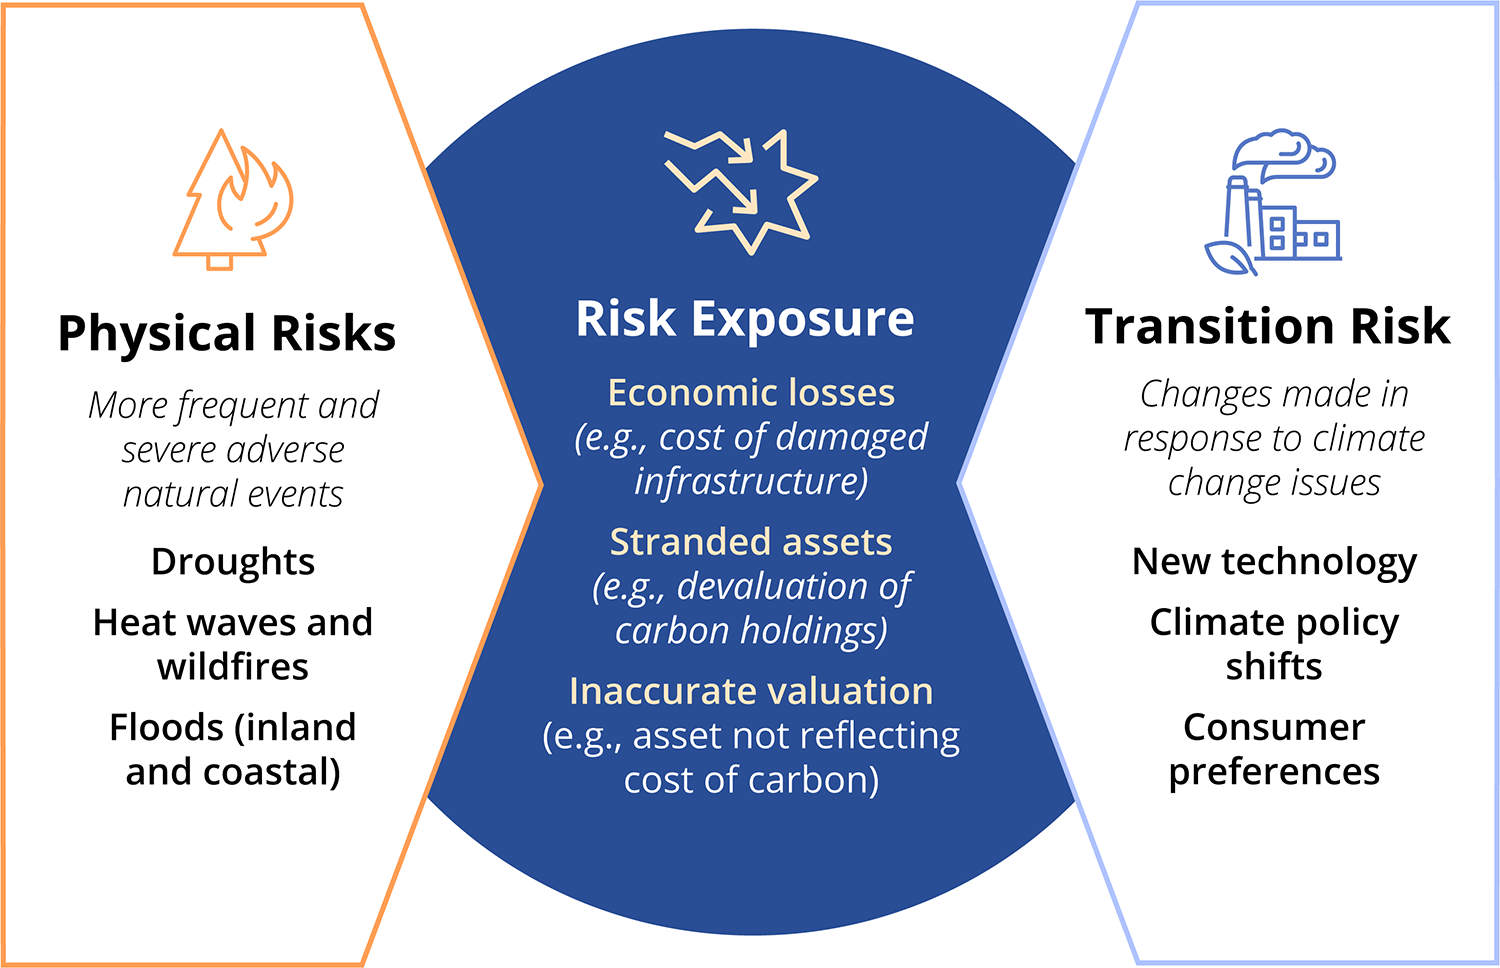 Physical Risks
More frequent and
severe adverse
natural events
Droughts
Heat waves and
wildfires
Floods (inland
and coastal)
Risk Exposure
Economic losses
(e.g., cost of damaged
infrastructure)
Stranded assets
(e.g., devaluation of
carbon holdings)
Inaccurate valuation
(e.g., asset not reflecting
cost of carbon)
Transition Risk
Changes made in
response to climate
change issues
New technology
Climate policy
shifts
Consumer
preferences